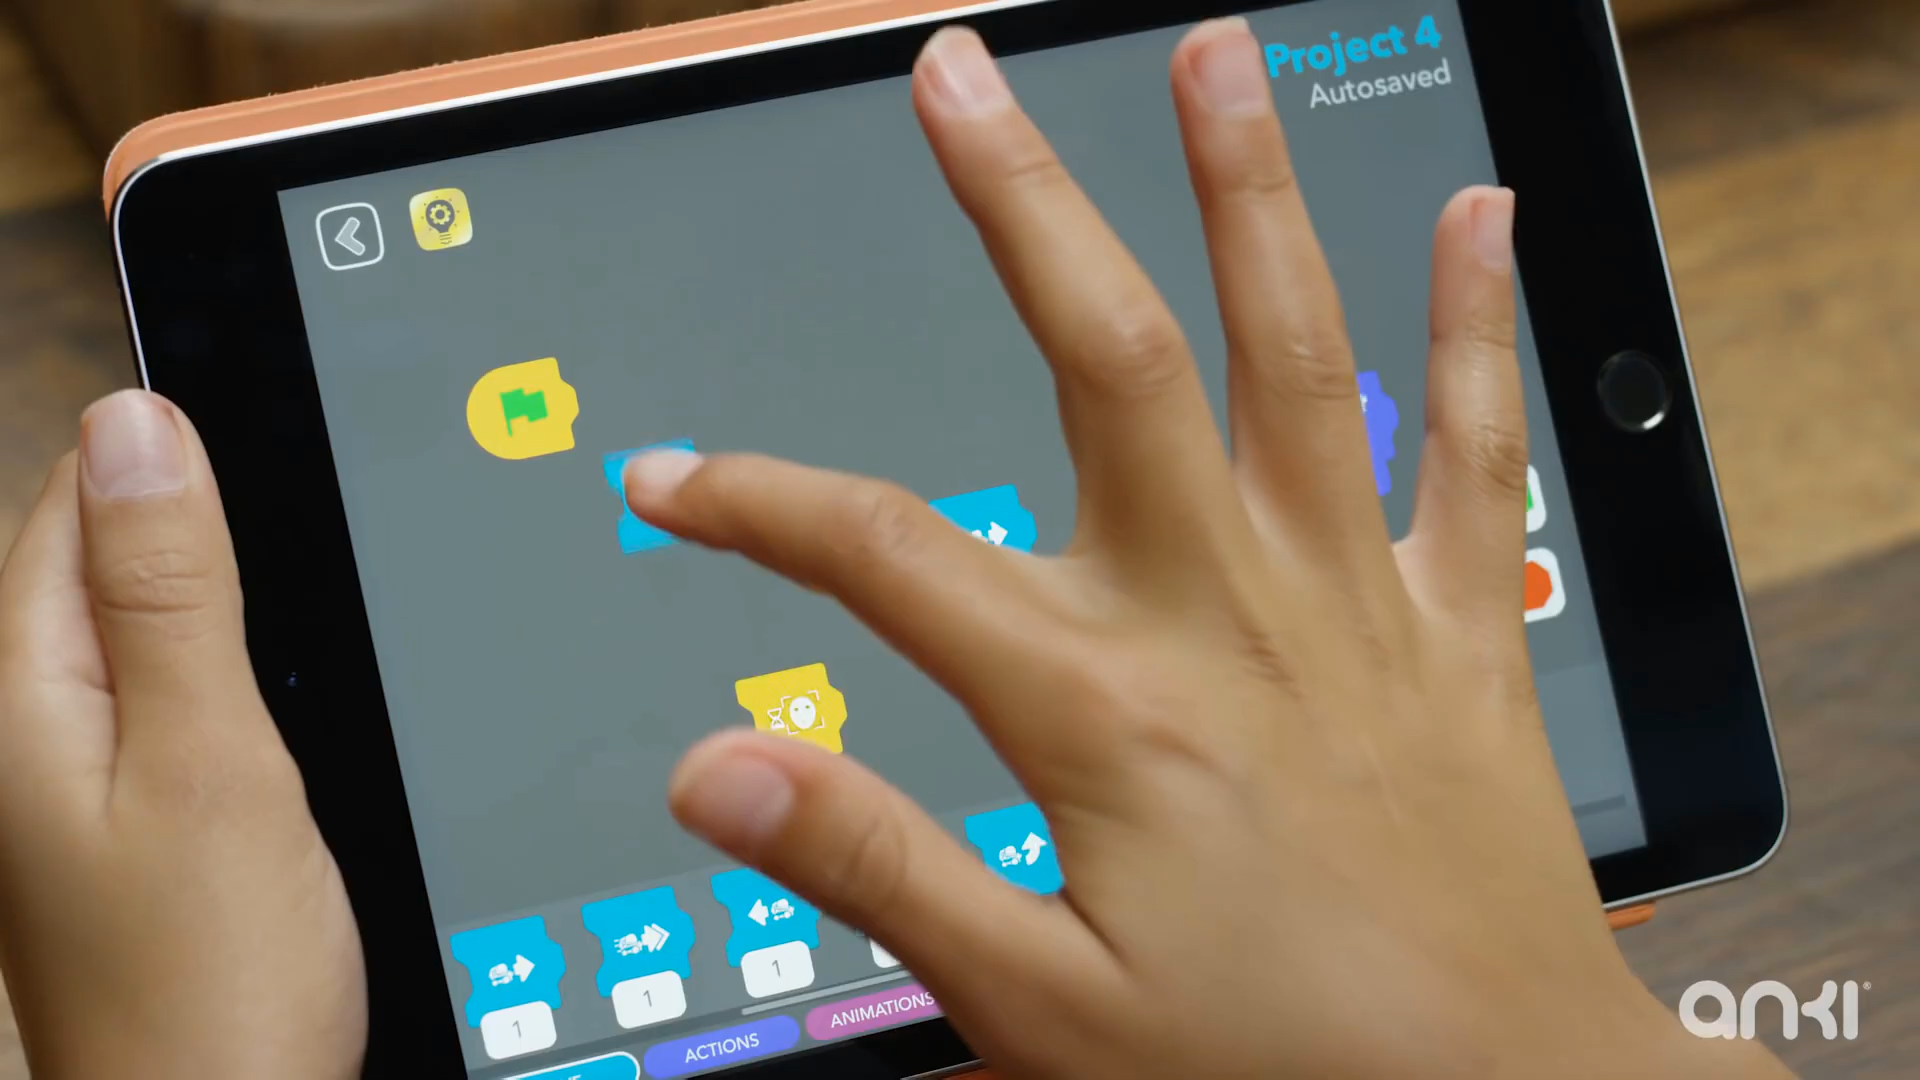 Project 4
Autosaved
1
1
1
ACTIONS
ANIMATIONS
anki